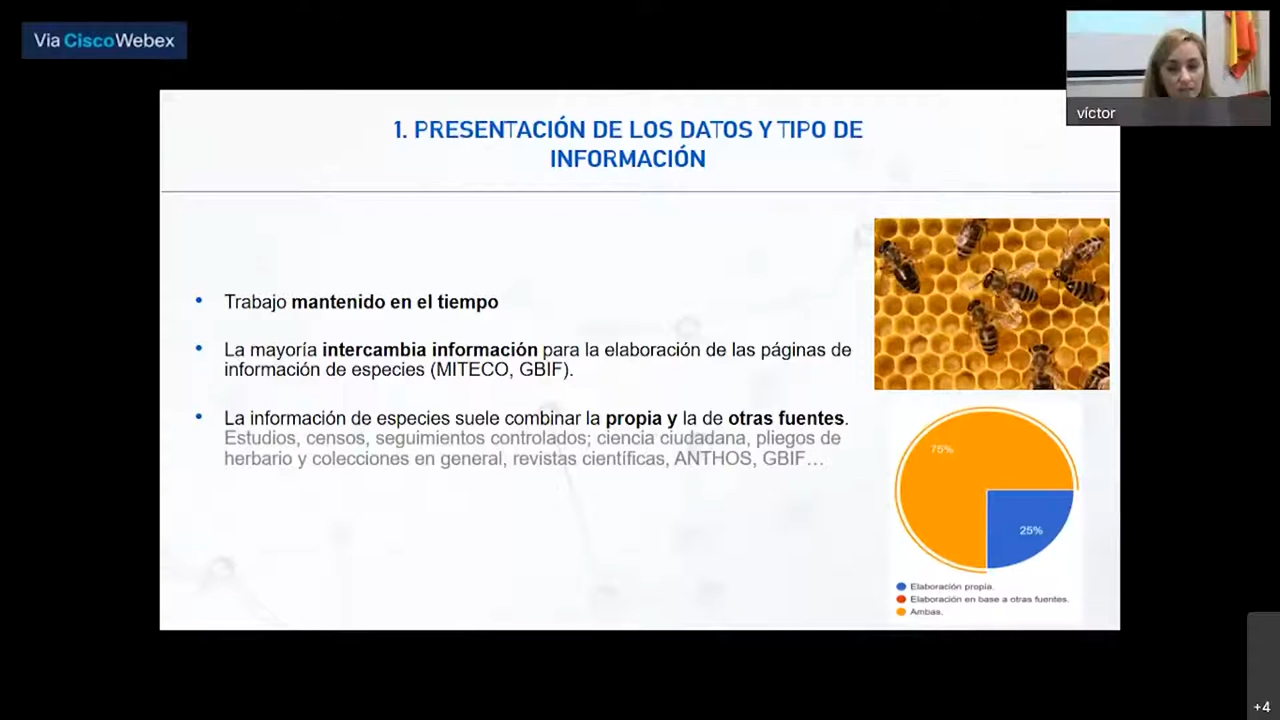 Via Cisco Webex
víctor
1. PRESENTACIÓN DE LOS DATOS Y TIPO DE
INFORMACIÓN
• Trabajo mantenido en el tiempo
• La mayoría intercambia información para la elaboración de las páginas de
información de especies (MITECO, GBIF).
• La información de especies suele combinar la propia y la de otras fuentes.
Estudios, censos, seguimientos controlados; ciencia ciudadana, pliegos de
herbario y colecciones en general, revistas científicas, ANTHOS, GBIF…
75%
25%
Elaboración propia.
Elaboración en base a otras fuentes.
Ambas.
+4